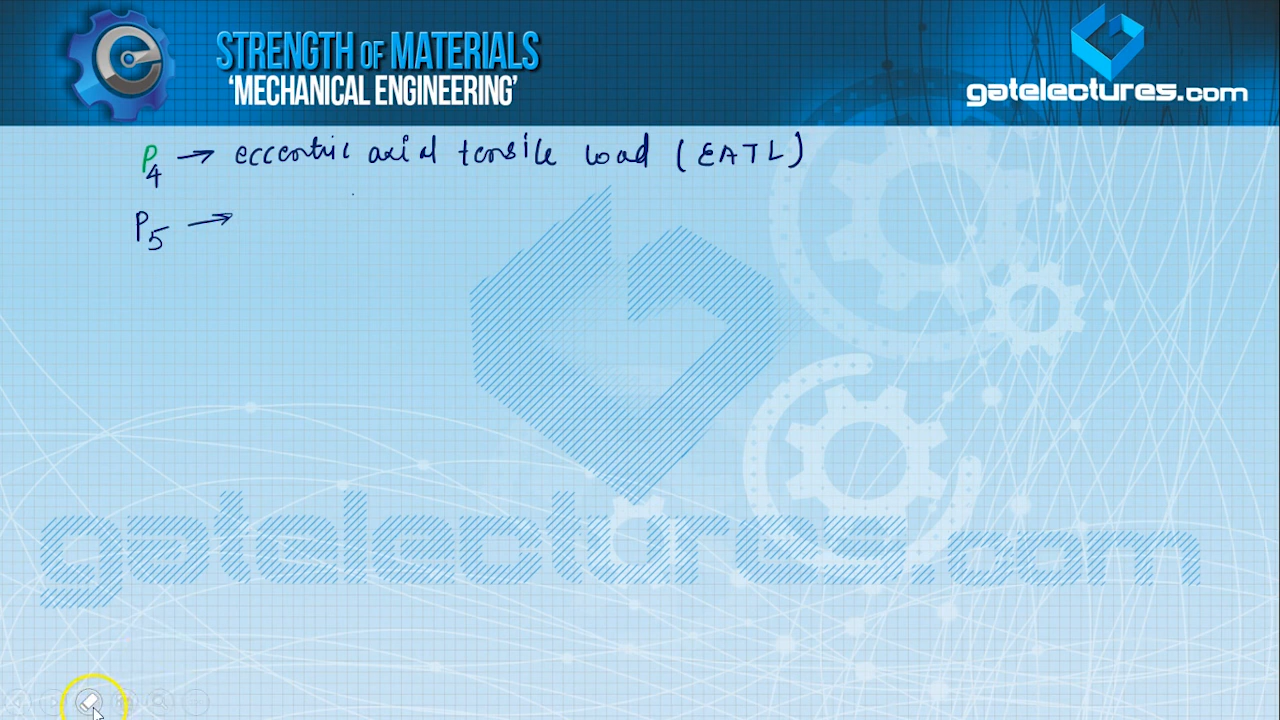 STRENGTH OF MATERIALS
'MECHANICAL ENGINEERING'
gatelectures.com
P4 → eccentric axial tensile load (EATL)
P5 →
gatelectures.com